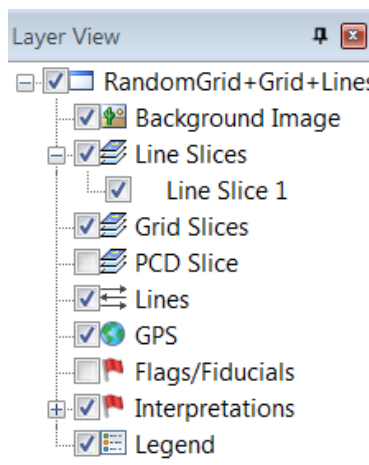 Layer View
RandomGrid+Grid+Lines
Background Image
Line Slices
Line Slice 1
Grid Slices
PCD Slice
Lines
GPS
Flags/Fiducials
Interpretations
Legend